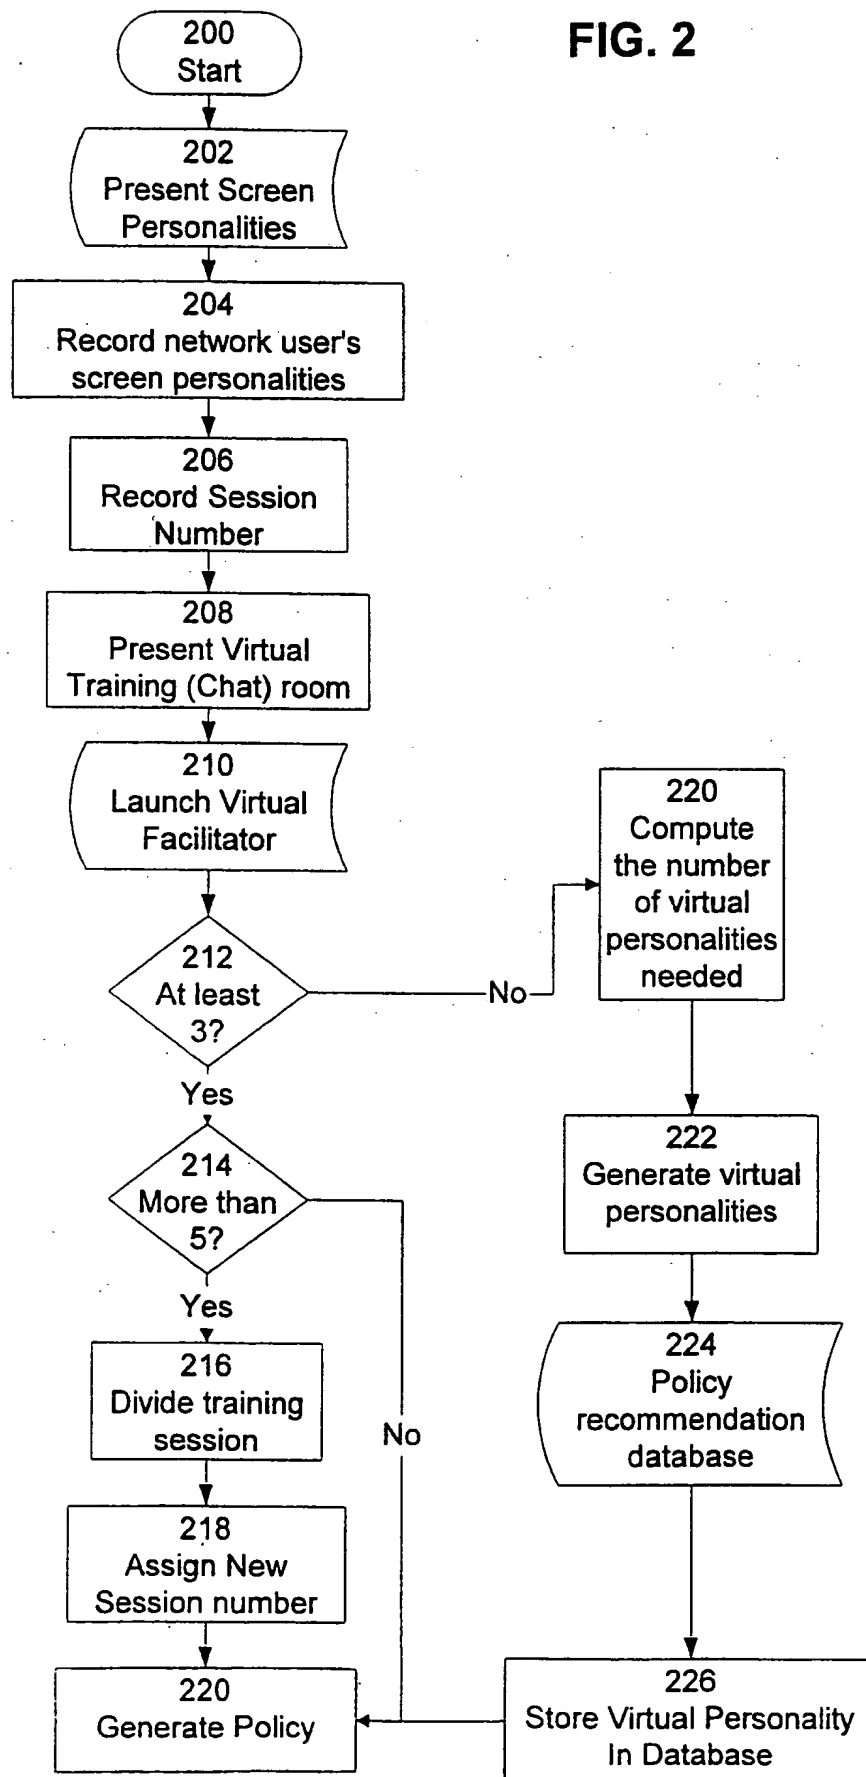 FIG. 2
200
Start
202
Present Screen
Personalities
204
Record network user's
screen personalities
206
Record Session
Number
208
Present Virtual
Training (Chat) room
210
Launch Virtual
Facilitator
212
At least
3?
No
Yes
214
More than
5?
Yes
No
216
Divide training
session
218
Assign New
Session number
220
Generate Policy
220
Compute
the number
of virtual
personalities
needed
222
Generate virtual
personalities
224
Policy
recommendation
database
226
Store Virtual Personality
In Database